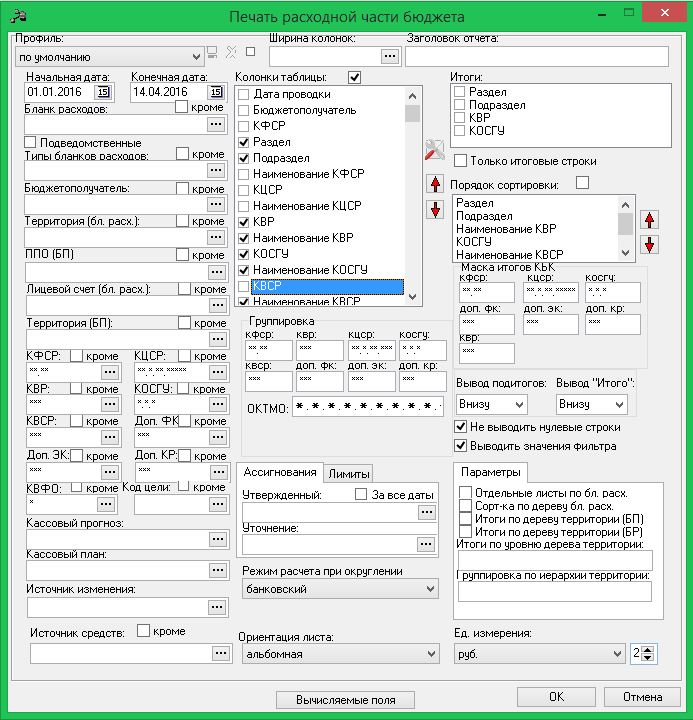 Печать расходной части бюджета
Профиль: Ширина колонок: Заголовок отчета:
по умолчанию
Начальная дата: Конечная дата: Колонки таблицы: Итоги:
01.01.2016 15 14.04.2016 15
Бланк расходов: кроме
Подведомственные
Типы бланков расходов: кроме
Бюджетополучатель: кроме
Территория (бл. расх.): кроме
ППО (БП) кроме
Лицевой счет (бл. расх.): кроме
Территория (БП): кроме
КФСР: кроме КЦСР: кроме
**.** **.*.**.*****
КВР: кроме КОСГУ: кроме
*** *.*.*
КВСР: кроме Доп. ФК кроме
*** ***
Доп. ЭК: кроме Доп. КР: кроме
*** ***
КВФО: кроме Код цели: кроме
*
Кассовый прогноз:
Кассовый план:
Источник изменения:
Источник средств: кроме
Дата проводки
Бюджетополучатель
КФСР
Раздел
Подраздел
Наименование КФСР
КЦСР
Наименование КЦСР
КВР
Наименование КВР
КОСГУ
Наименование КОСГУ
КВСР
Наименование КВСР
Группировка
кфср: квр: кцср: косгу:
**.** *** **.*.**.*** *.*.*
квср: доп. фк: доп. эк: доп. кр:
*** *** *** ***
ОКТМО: *.*.*.*.*.*.*.*.*.
Ассигнования Лимиты
Утвержденный: За все даты
Уточнение:
Режим расчета при округлении
банковский
Ориентация листа:
альбомная
Раздел
Подраздел
КВР
КОСГУ
Только итоговые строки
Порядок сортировки:
Раздел
Подраздел
Наименование КВР
КОСГУ
Наименование КВСР
Маска итогов КБК
кфср: кцср: косгу:
**.** **.*.**.***** *.*.*
доп. фк: доп. эк: доп. кр:
*** *** ***
квр:
***
Вывод подитогов: Вывод "Итого":
Внизу Внизу
Не выводить нулевые строки
Выводить значения фильтра
Параметры
Отдельные листы по бл. расх.
Сорт-ка по дереву бл. расх.
Итоги по дереву территории (БП)
Итоги по дереву территории (БР)
Итоги по уровню дерева территории:
Группировка по иерархии территории:
Ед. измерения:
руб. 2
Вычисляемые поля ОК Отмена